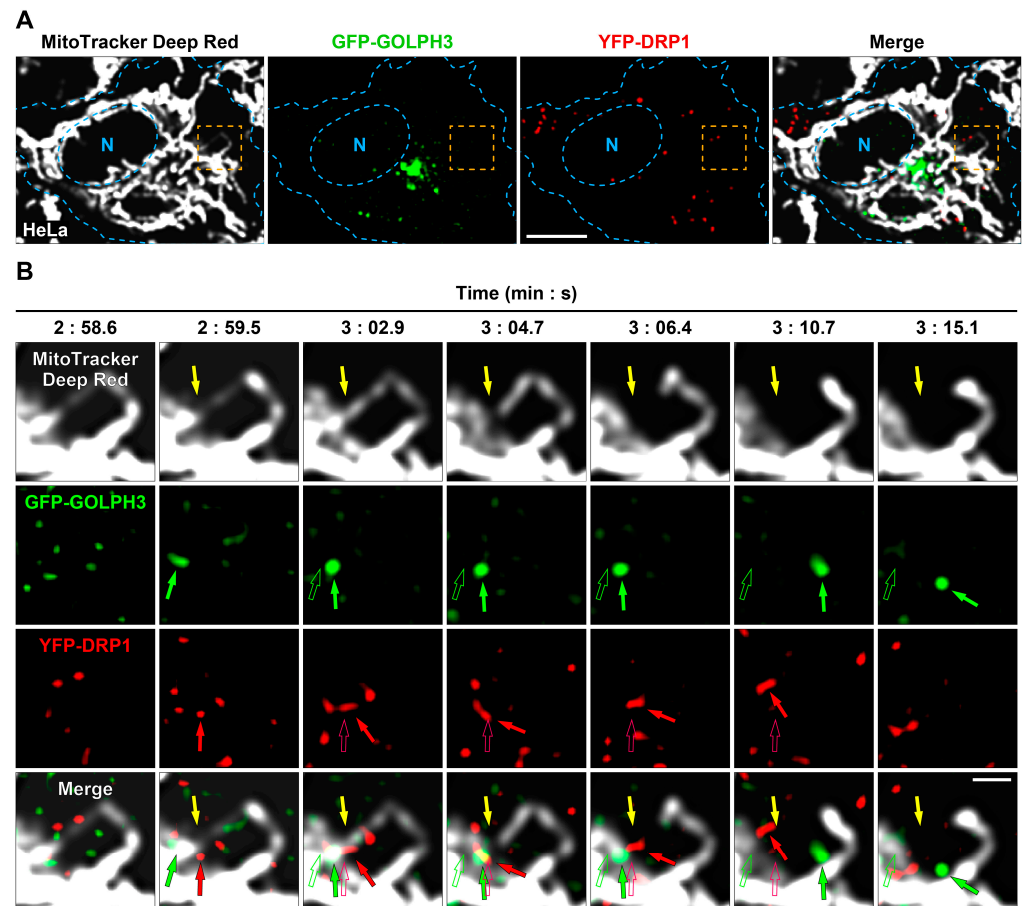 A
MitoTracker Deep Red GFP-GOLPH3 YFP-DRP1 Merge
N N N N
HeLa
B
Time (min : s)
2 : 58.6 2 : 59.5 3 : 02.9 3 : 04.7 3 : 06.4 3 : 10.7 3 : 15.1
MitoTracker
Deep Red
GFP-GOLPH3
YFP-DRP1
Merge